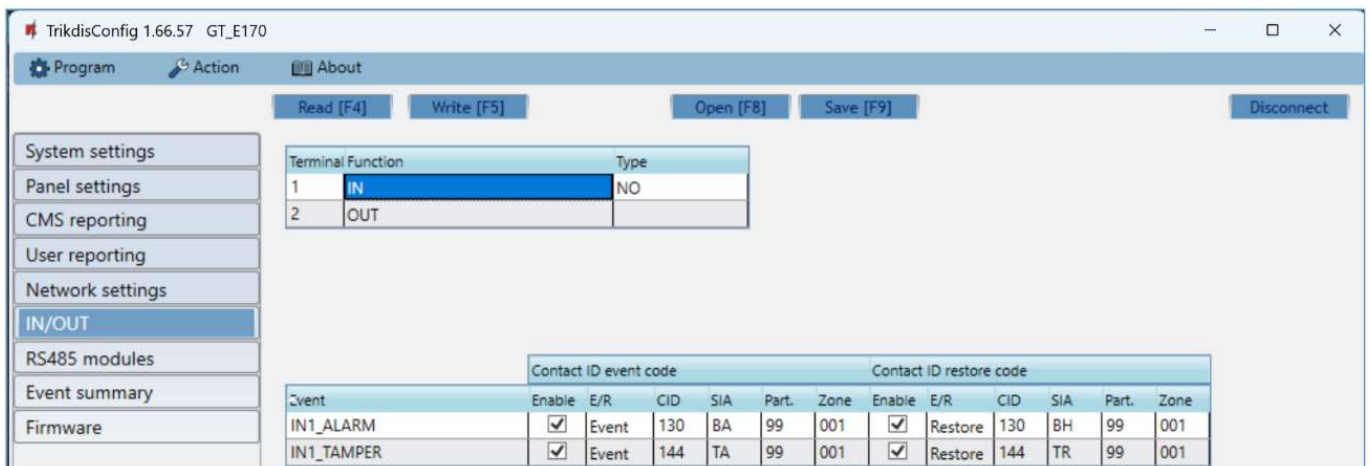 TrikdisConfig 1.66.57 GT_E170
Program Action About
Read [F4] Write [F5] Open [F8] Save [F9] Disconnect
System settings
Panel settings
CMS reporting
User reporting
Network settings
IN/OUT
RS485 modules
Event summary
Firmware
Terminal Function Type
1 IN NO
2 OUT
Contact ID event code Contact ID restore code
Event Enable E/R CID SIA Part. Zone Enable E/R CID SIA Part. Zone
IN1_ALARM Event 130 BA 99 001 Restore 130 BH 99 001
IN1_TAMPER Event 144 TA 99 001 Restore 144 TR 99 001